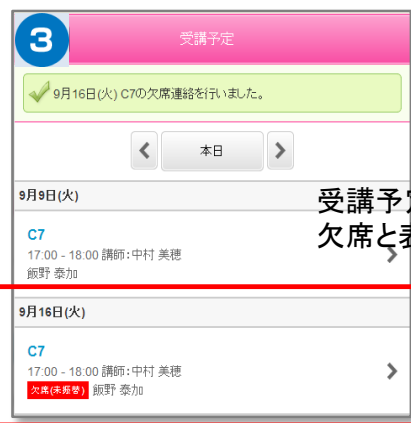 3
受講予定
9月16日(火) C7の欠席連絡を行いました。
本日
9月9日(火)
受講予
欠席と
C7
17:00 - 18:00 講師:中村 美穂
飯野 泰加
9月16日(火)
C7
17:00 - 18:00 講師:中村 美穂
欠席(未振替) 飯野 泰加